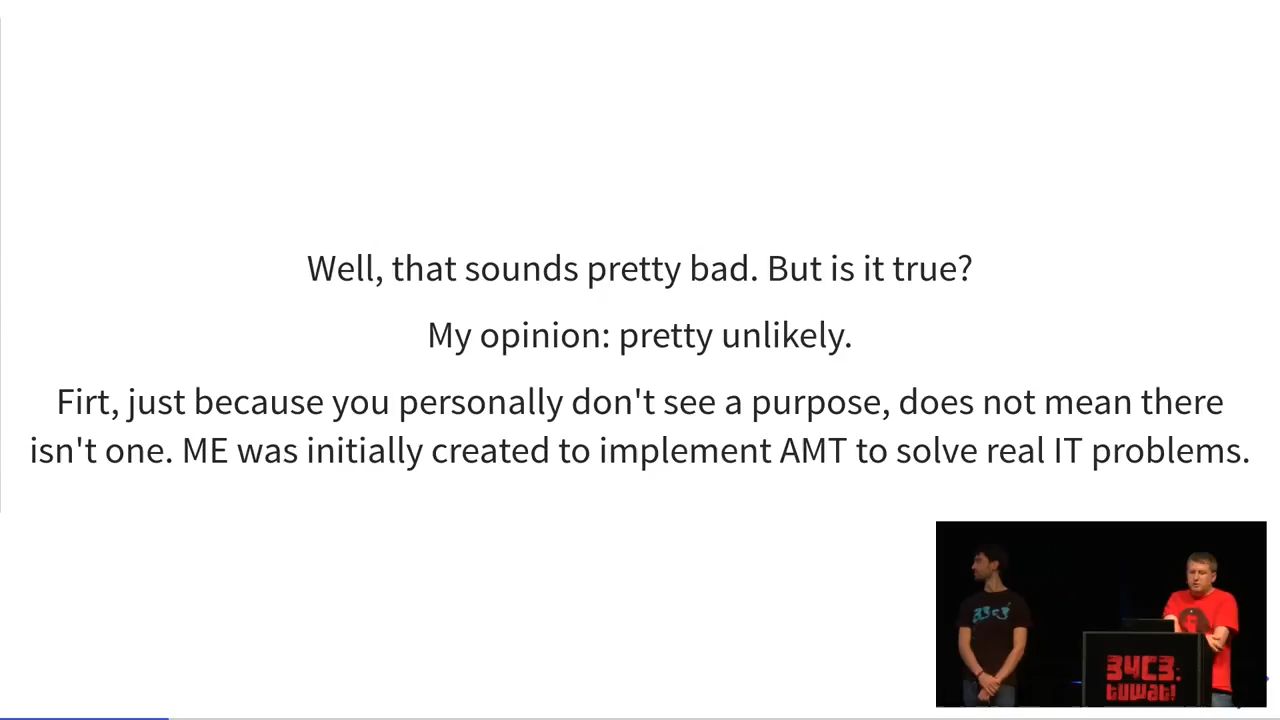 Well, that sounds pretty bad. But is it true?
My opinion: pretty unlikely.
Firt, just because you personally don't see a purpose, does not mean there
isn't one. ME was initially created to implement AMT to solve real IT problems.
34C3:
tuwat!